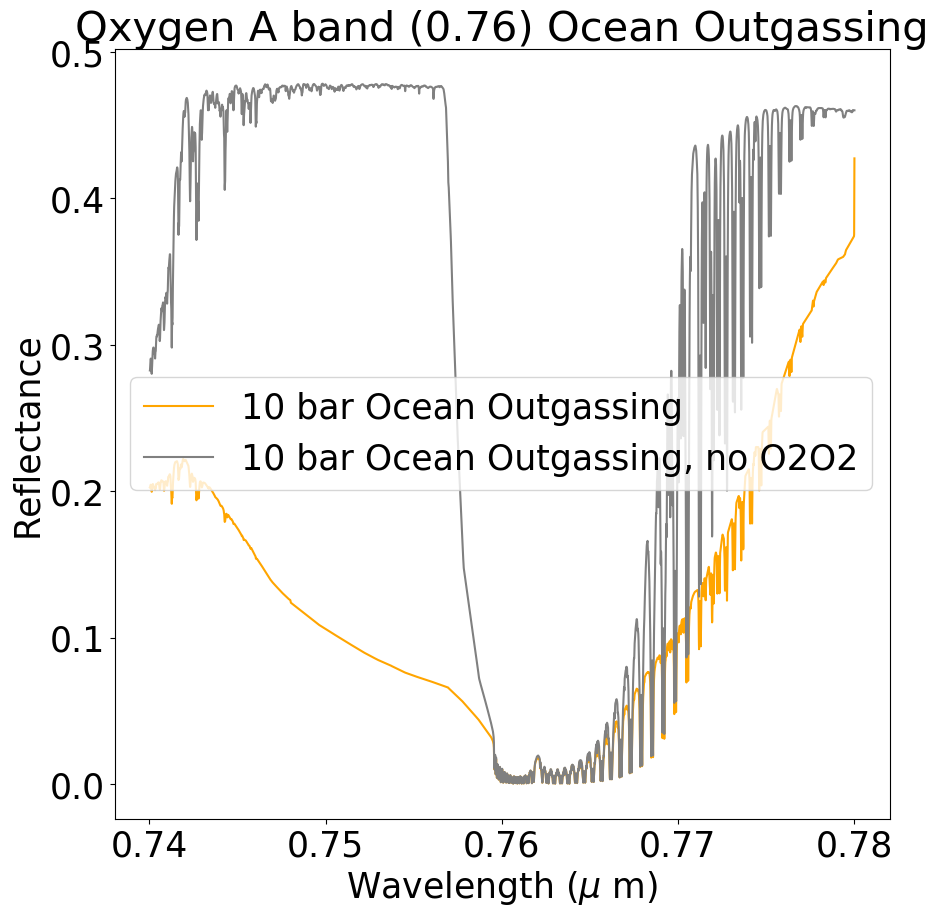 Oxygen A band (0.76) Ocean Outgassing
0.5
0.4
0.3
0.2
0.1
0.0
Reflectance
10 bar Ocean Outgassing
10 bar Ocean Outgassing, no O2O2
0.74 0.75 0.76 0.77 0.78
Wavelength (μ m)